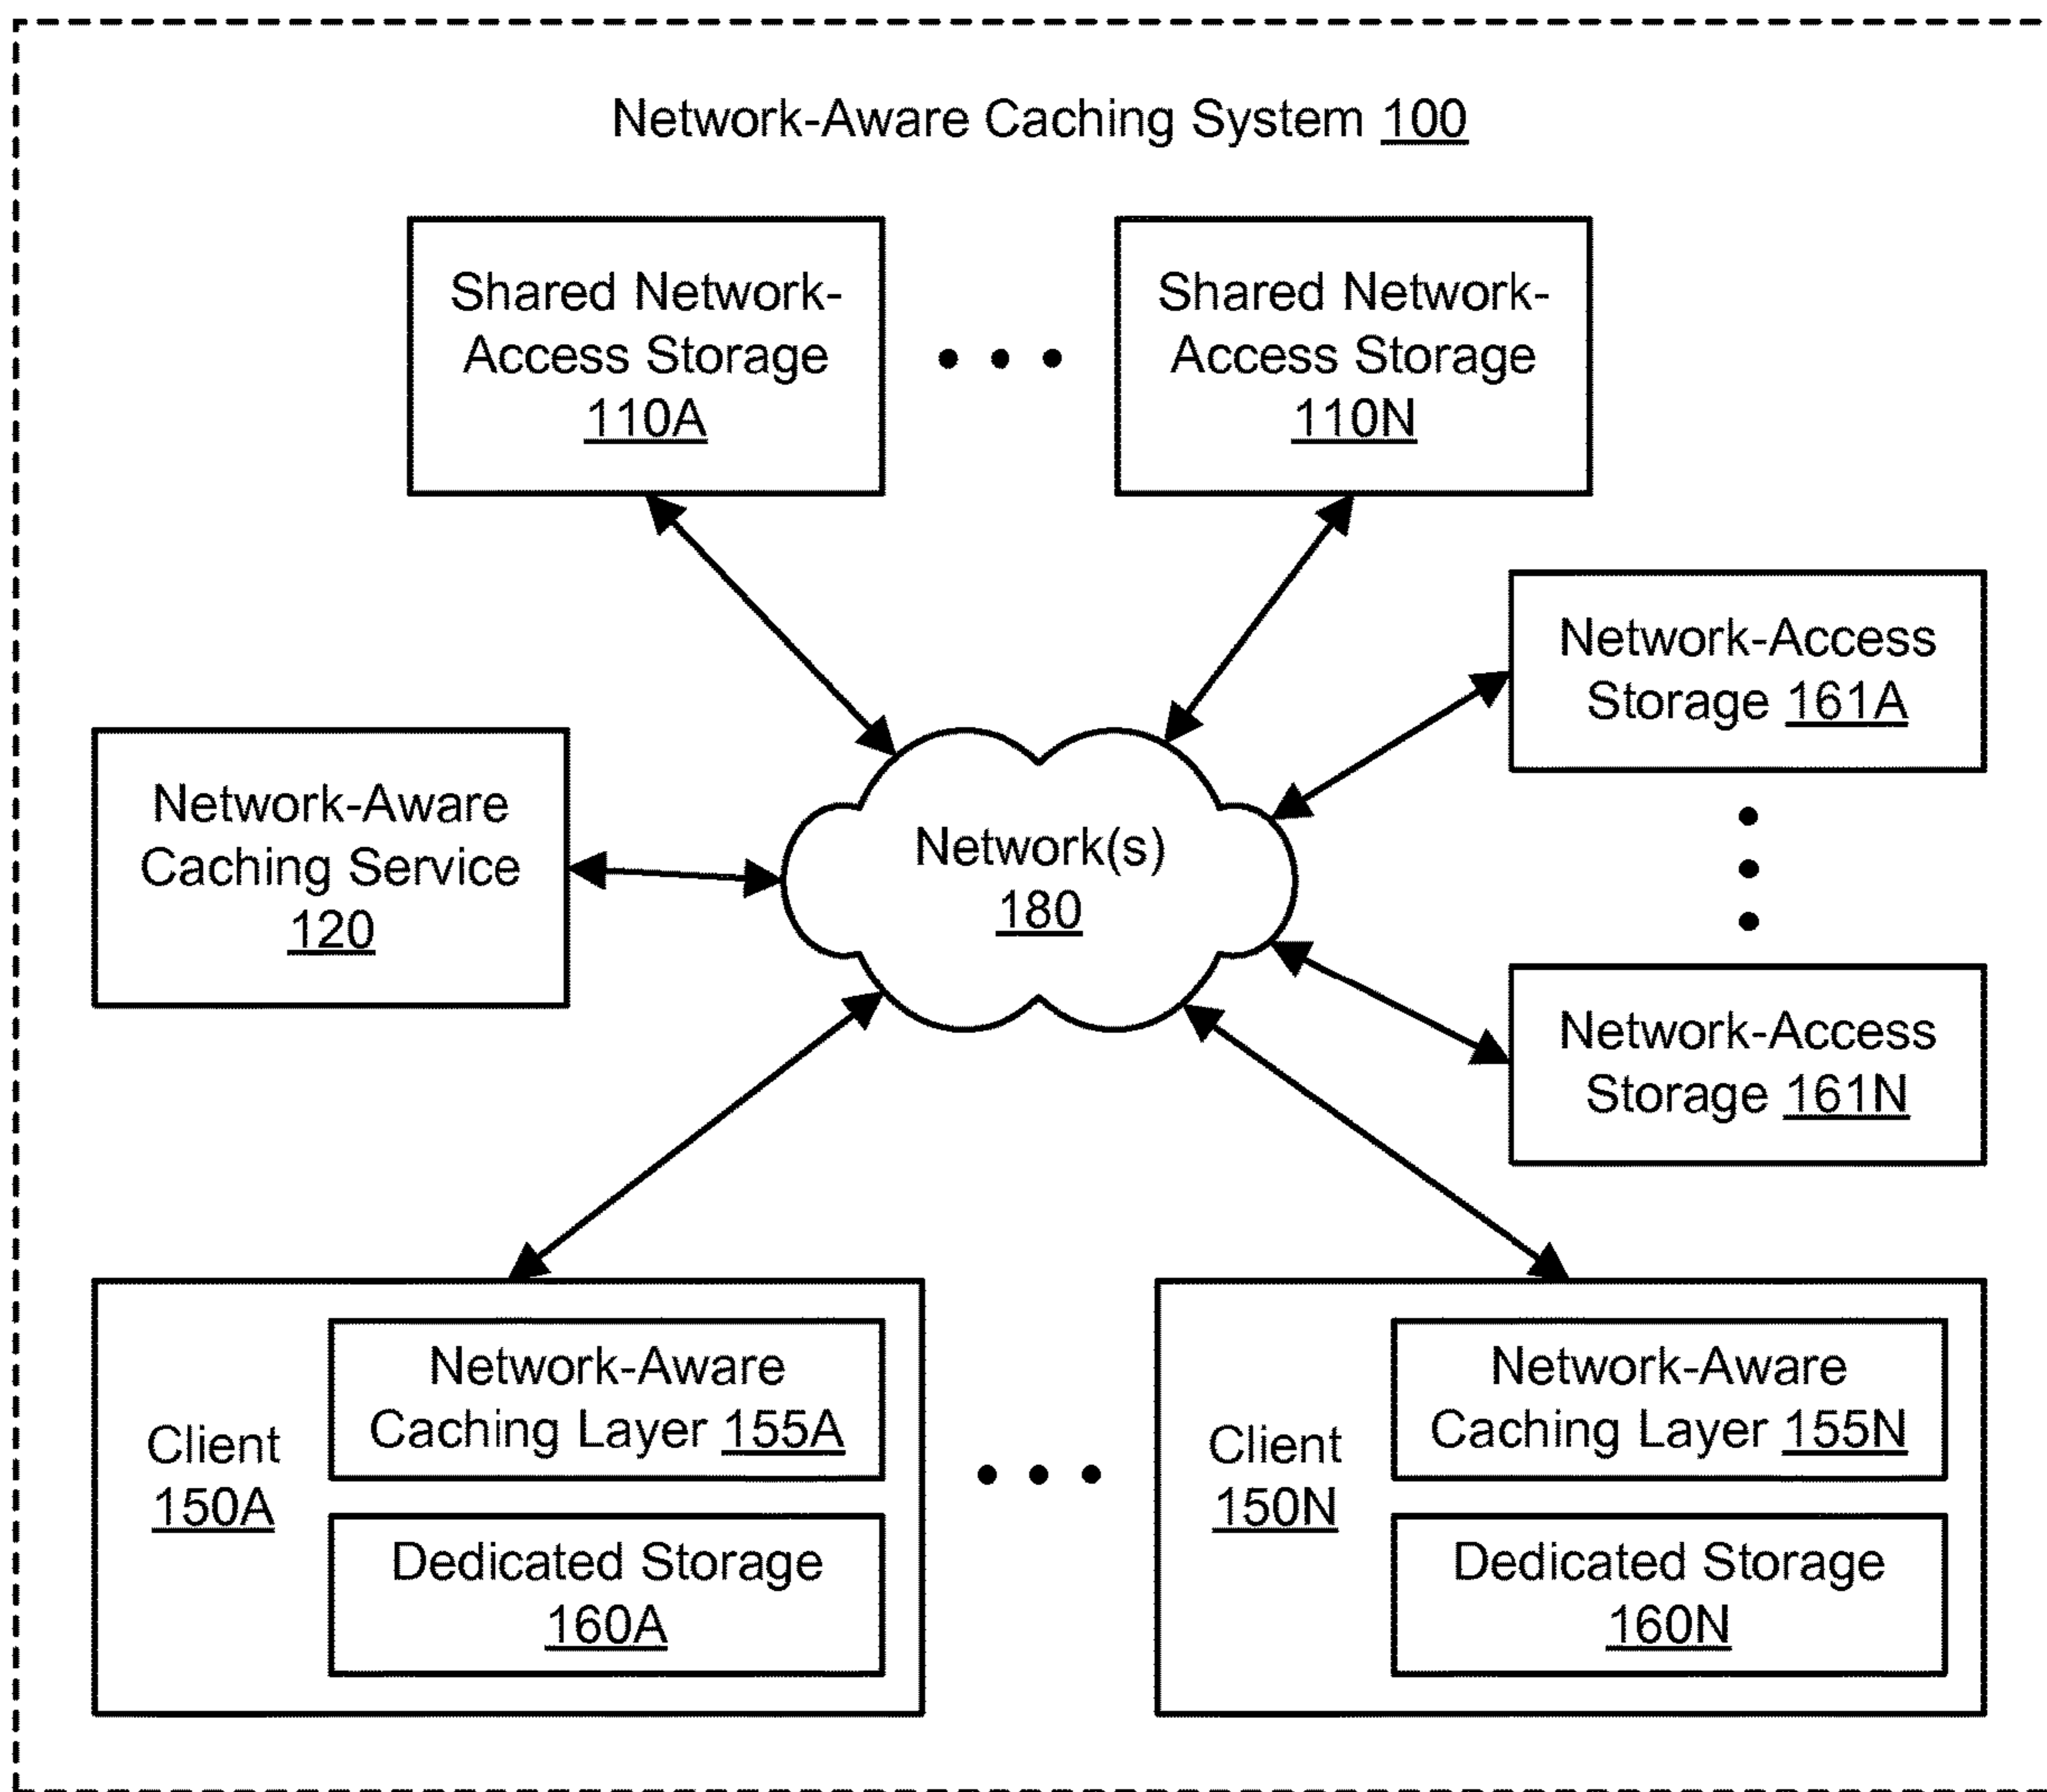 Network-Aware Caching System 100
Shared Network-
Access Storage
110A
Shared Network-
Access Storage
110N
Network-Access
Storage 161A
Network-Aware
Caching Service
120
Network(s)
180
Network-Access
Storage 161N
Client
150A
Network-Aware
Caching Layer 155A
Dedicated Storage
160A
Client
150N
Network-Aware
Caching Layer 155N
Dedicated Storage
160N